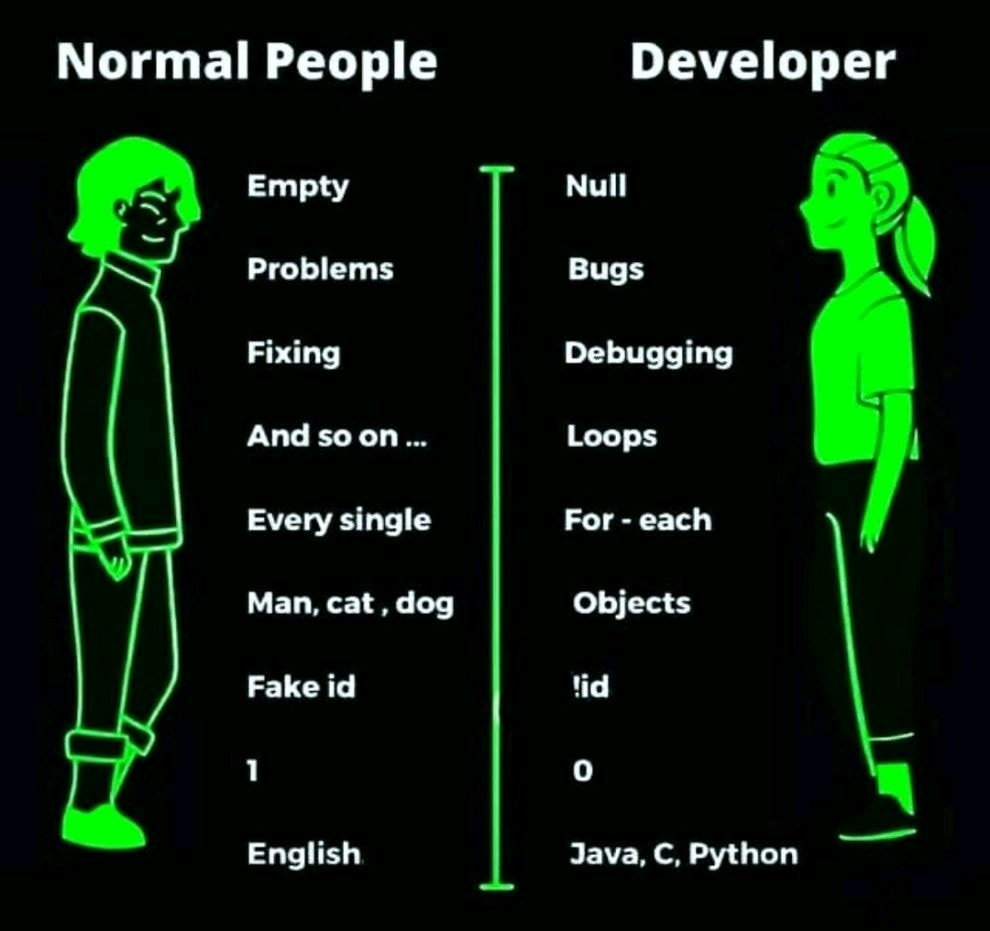 Normal People
Developer
Empty
Null
Problems
Bugs
Fixing
Debugging
And so on ...
Loops
Every single
For - each
Man, cat , dog
Objects
Fake id
!id
1
0
English
Java, C, Python